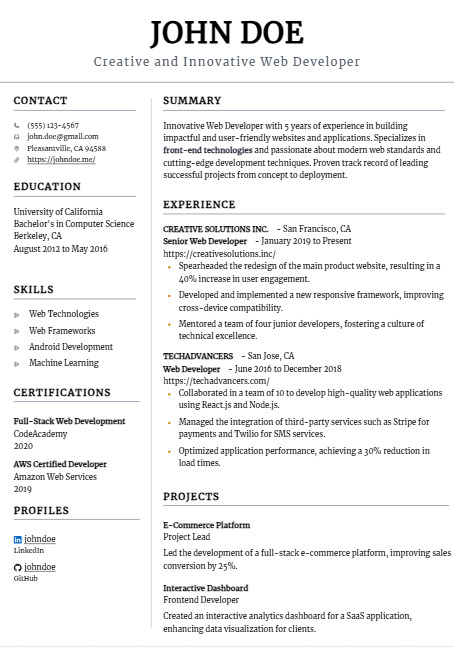 JOHN DOE
Creative and Innovative Web Developer
CONTACT
(555) 123-4567
john.doe@gmail.com
Pleasantville, CA 94588
https://johndoe.me/
EDUCATION
University of California
Bachelor's in Computer Science
Berkeley, CA
August 2012 to May 2016
SKILLS
Web Technologies
Web Frameworks
Android Development
Machine Learning
CERTIFICATIONS
Full-Stack Web Development
CodeAcademy
2020
AWS Certified Developer
Amazon Web Services
2019
PROFILES
johndoe
LinkedIn
johndoe
GitHub
SUMMARY
Innovative Web Developer with 5 years of experience in building
impactful and user-friendly websites and applications. Specializes in
front-end technologies and passionate about modern web standards and
cutting-edge development techniques. Proven track record of leading
successful projects from concept to deployment.
EXPERIENCE
CREATIVE SOLUTIONS INC. - San Francisco, CA
Senior Web Developer - January 2019 to Present
https://creativesolutions.inc/
• Spearheaded the redesign of the main product website, resulting in a
40% increase in user engagement.
• Developed and implemented a new responsive framework, improving
cross-device compatibility.
• Mentored a team of four junior developers, fostering a culture of
technical excellence.
TECHADVANCERS - San Jose, CA
Web Developer - June 2016 to December 2018
https://techadvancers.com/
• Collaborated in a team of 10 to develop high-quality web applications
using React.js and Node.js.
• Managed the integration of third-party services such as Stripe for
payments and Twilio for SMS services.
• Optimized application performance, achieving a 30% reduction in
load times.
PROJECTS
E-Commerce Platform
Project Lead
Led the development of a full-stack e-commerce platform, improving sales
conversion by 25%.
Interactive Dashboard
Frontend Developer
Created an interactive analytics dashboard for a SaaS application,
enhancing data visualization for clients.